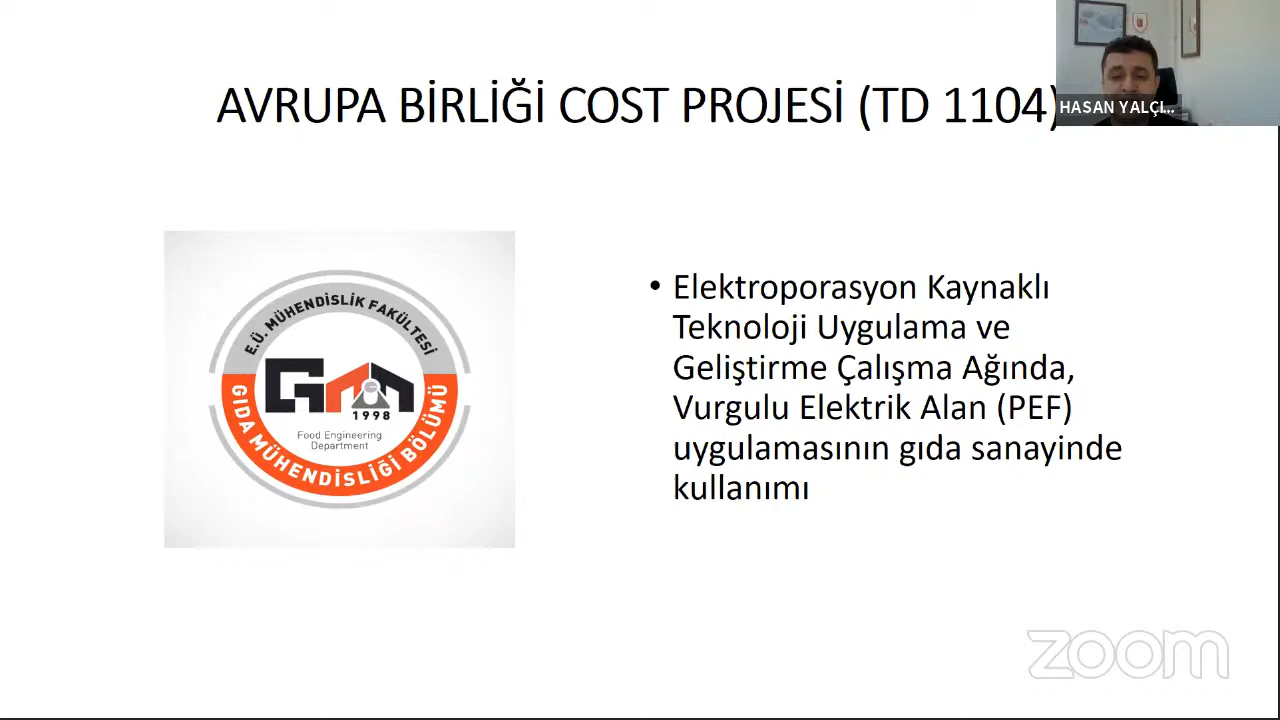 AVRUPA BİRLİĞİ COST PROJESİ (TD 1104)
HASAN YALÇI...
E.Ü. MÜHENDİSLİK FAKÜLTESİ
GMM
1998
Food Engineering
Department
GIDA MÜHENDİSLİĞİ BÖLÜMÜ
• Elektroporasyon Kaynaklı
Teknoloji Uygulama ve
Geliştirme Çalışma Ağında,
Vurgulu Elektrik Alan (PEF)
uygulamasının gıda sanayinde
kullanımı
zoom